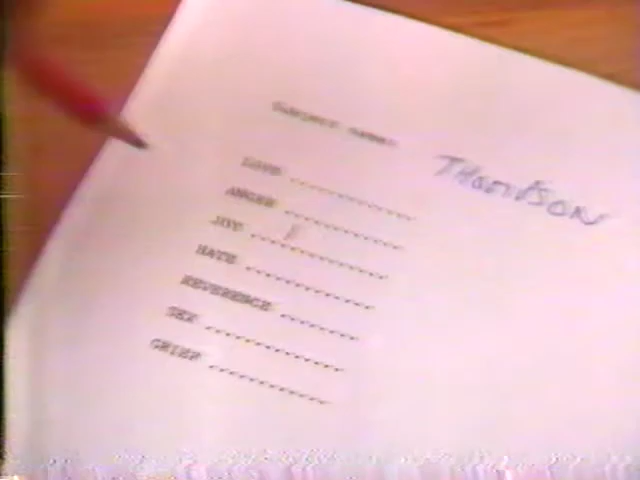 Subject name: THOMPSON
LOVE ..............
ANGER .............
JOY ...............
HATE ..............
REVERENCE .........
SEX ...............
GRIEF .............